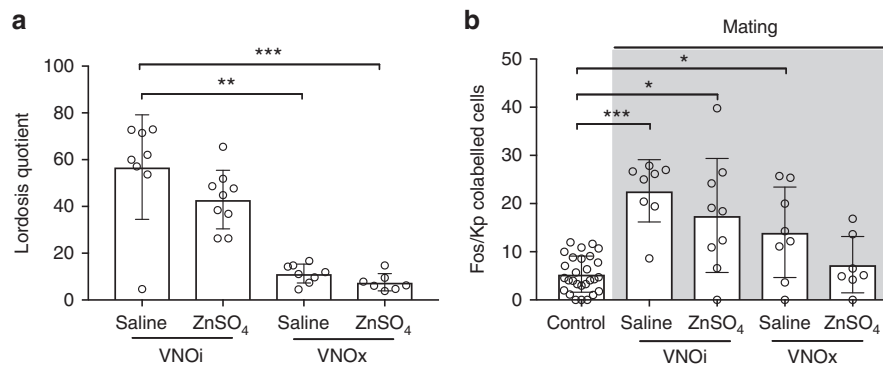 a
***
**
100
80
60
40
20
0
Lordosis quotient
Saline ZnSO4 Saline ZnSO4
VNOi VNOx
b
Mating
*
*
***
50
40
30
20
10
0
Fos/Kp colabelled cells
Control Saline ZnSO4 Saline ZnSO4
VNOi VNOx